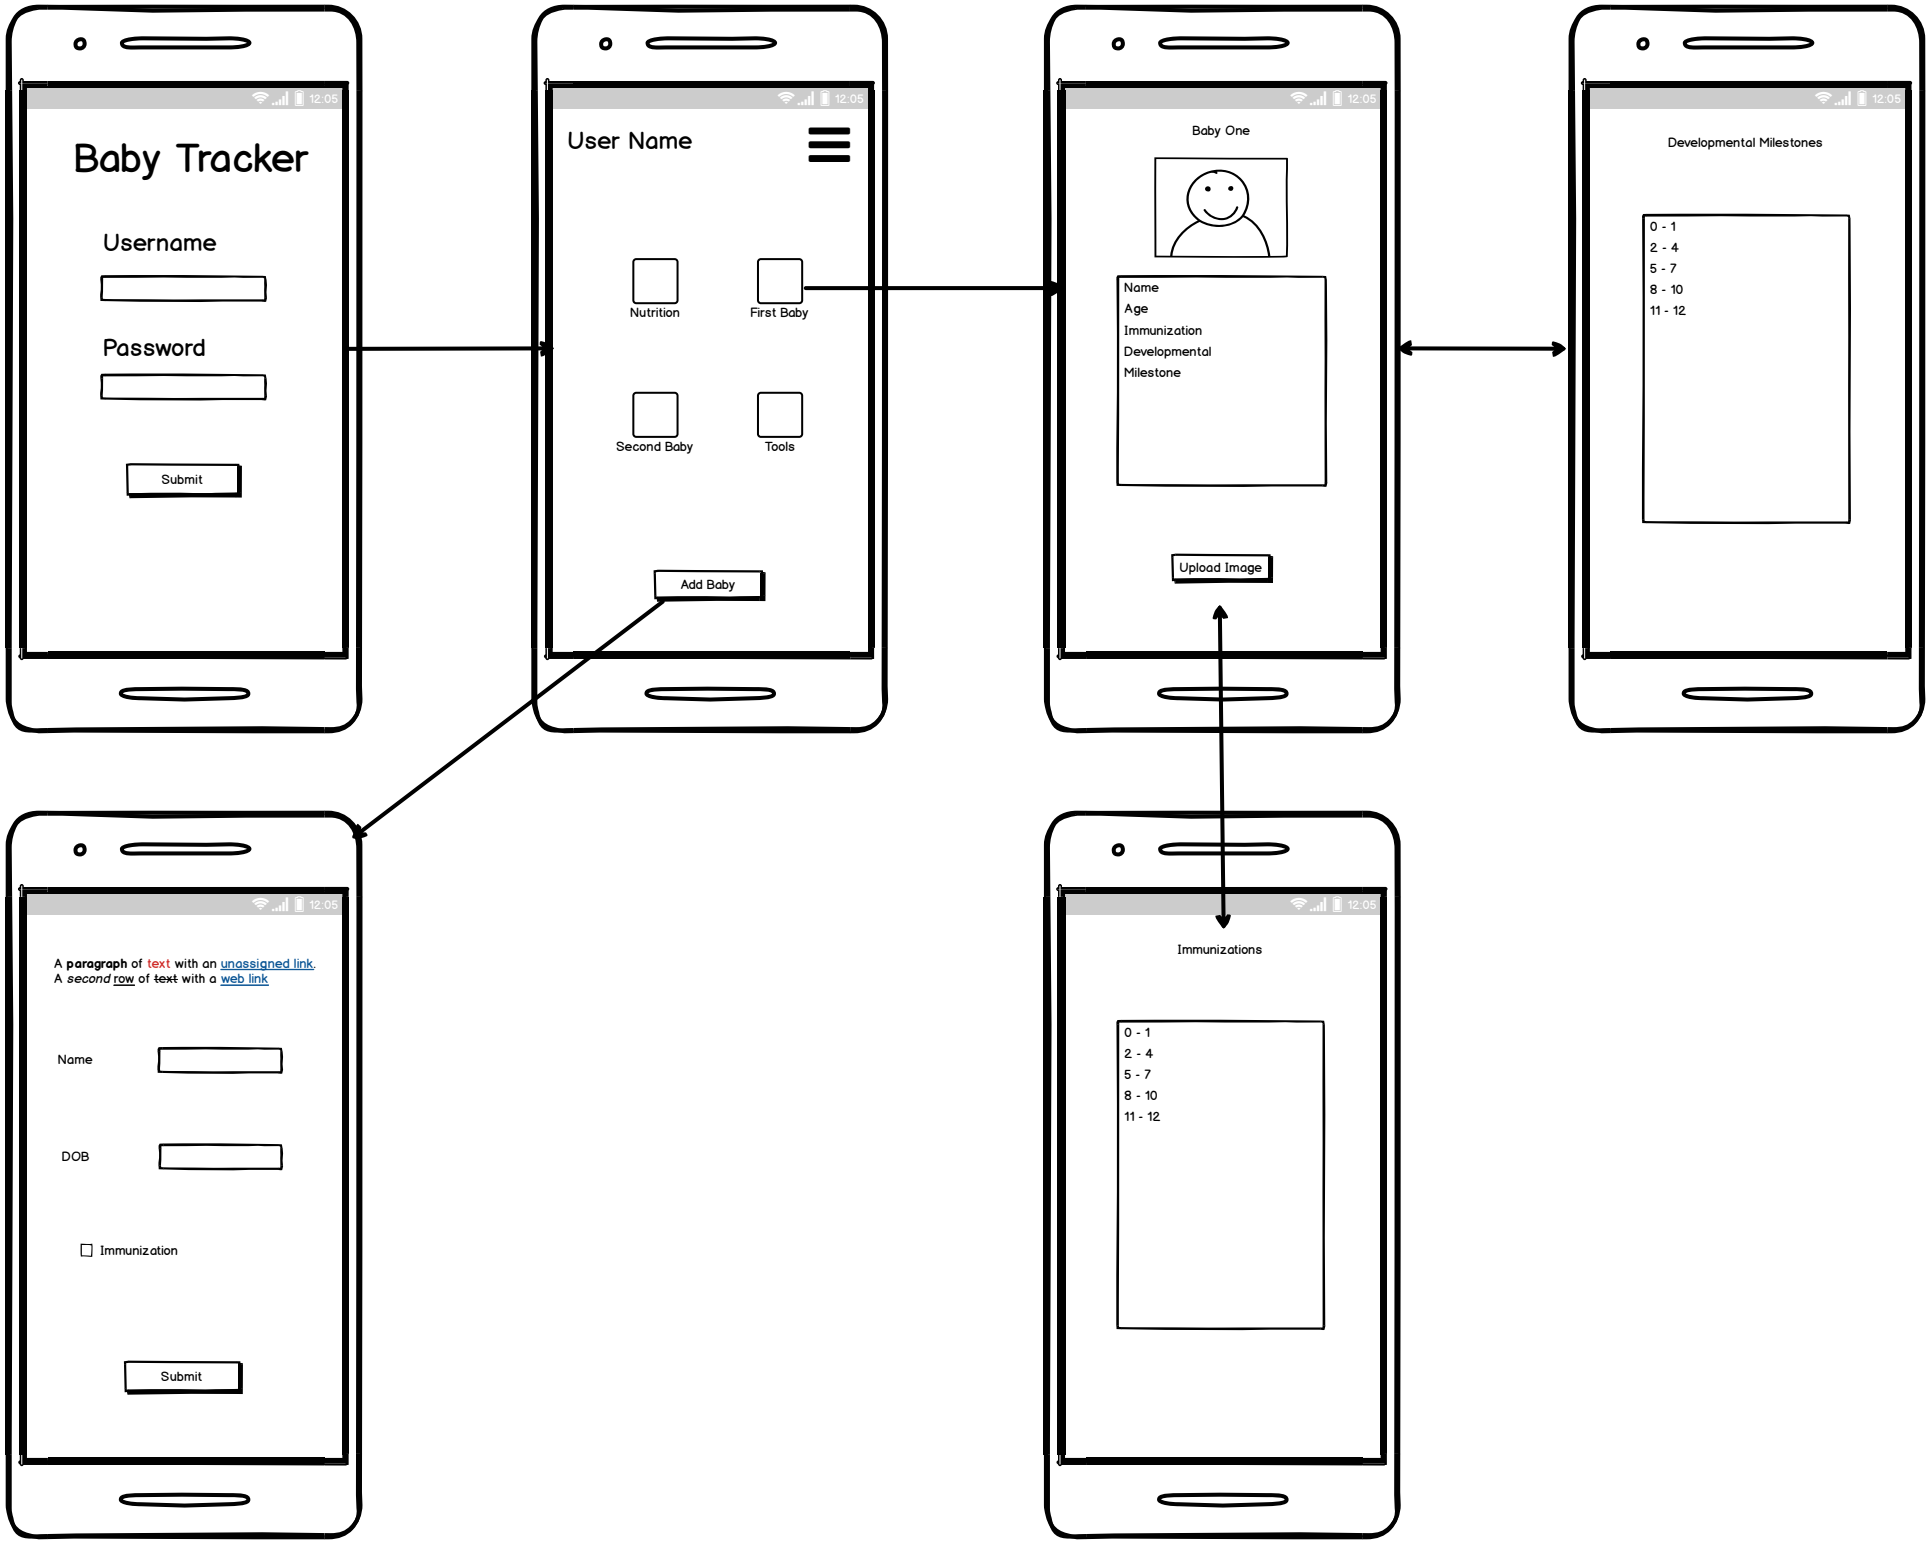 12:05
Baby Tracker
Username
Password
Submit
12:05
User Name
Nutrition
First Baby
Second Baby
Tools
Add Baby
12:05
Baby One
Name
Age
Immunization
Developmental
Milestone
Upload Image
12:05
Developmental Milestones
0 - 1
2 - 4
5 - 7
8 - 10
11 - 12
12:05
A paragraph of text with an unassigned link.
A second row of text with a web link
Name
DOB
Immunization
Submit
12:05
Immunizations
0 - 1
2 - 4
5 - 7
8 - 10
11 - 12